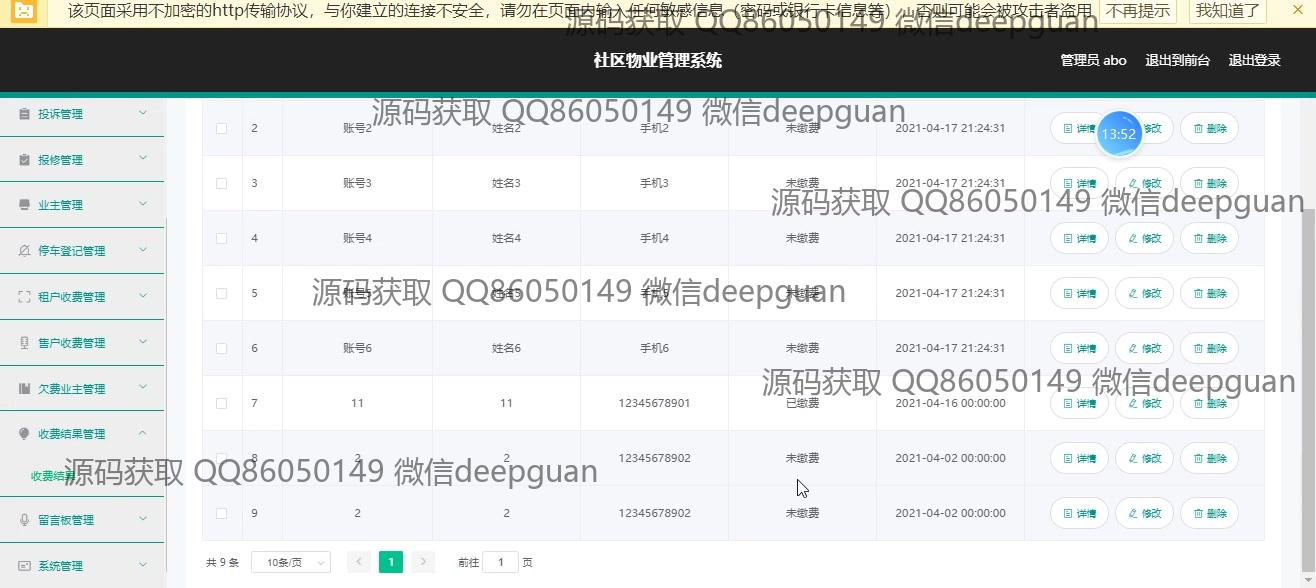 该页面采用不加密的http传输协议，与你建立的连接不安全，请勿在页面内输入任何敏感信息（密码或银行卡信息等），否则可能会被攻击者盗用 不再提示 我知道了
源码获取 QQ86050149 微信deepguan
社区物业管理系统 管理员 abo 退出到前台 退出登录
投诉管理
报修管理
业主管理
停车登记管理
租户收费管理
售户收费管理
欠费业主管理
收费结果管理
收费结果
留言板管理
系统管理
源码获取 QQ86050149 微信deepguan
2 账号2 姓名2 手机2 未缴费 2021-04-17 21:24:31 详情 修改 删除
13:52
3 账号3 姓名3 手机3 未缴费 2021-04-17 21:24:31 详情 修改 删除
源码获取 QQ86050149 微信deepguan
4 账号4 姓名4 手机4 未缴费 2021-04-17 21:24:31 详情 修改 删除
5 账号5 姓名5 手机5 未缴费 2021-04-17 21:24:31 详情 修改 删除
源码获取 QQ86050149 微信deepguan
6 账号6 姓名6 手机6 未缴费 2021-04-17 21:24:31 详情 修改 删除
源码获取 QQ86050149 微信deepguan
7 11 11 12345678901 已缴费 2021-04-16 00:00:00 详情 修改 删除
8 2 2 12345678902 未缴费 2021-04-02 00:00:00 详情 修改 删除
源码获取 QQ86050149 微信deepguan
9 2 2 12345678902 未缴费 2021-04-02 00:00:00 详情 修改 删除
共 9 条 10条/页 1 前往 1 页